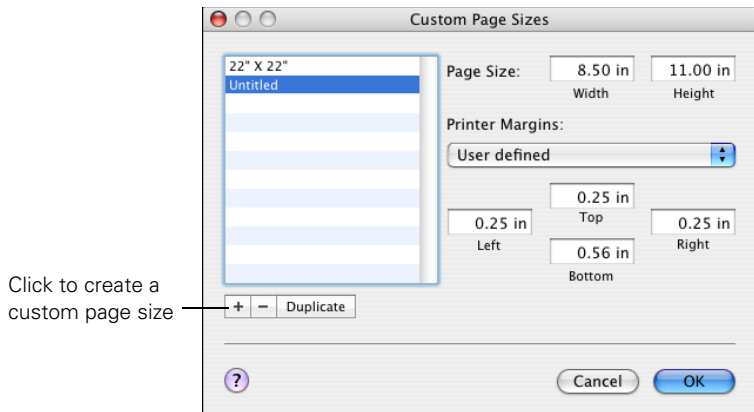 Custom Page Sizes
22" X 22"
Untitled
Page Size:
8.50 in
11.00 in
Width
Height
Printer Margins:
User defined
0.25 in
Top
0.25 in
Left
0.25 in
Right
0.56 in
Bottom
Click to create a
custom page size
+ − Duplicate
?
Cancel
OK